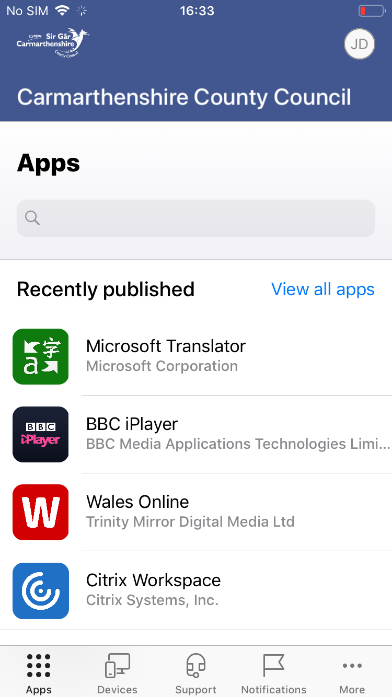 No SIM 16:33
Sir Gâr
Carmarthenshire
JD
Carmarthenshire County Council
Apps
Recently published View all apps
字
a
Microsoft Translator
Microsoft Corporation
BBC
iPlayer
BBC iPlayer
BBC Media Applications Technologies Limi...
W
Wales Online
Trinity Mirror Digital Media Ltd
Citrix Workspace
Citrix Systems, Inc.
Apps Devices Support Notifications More